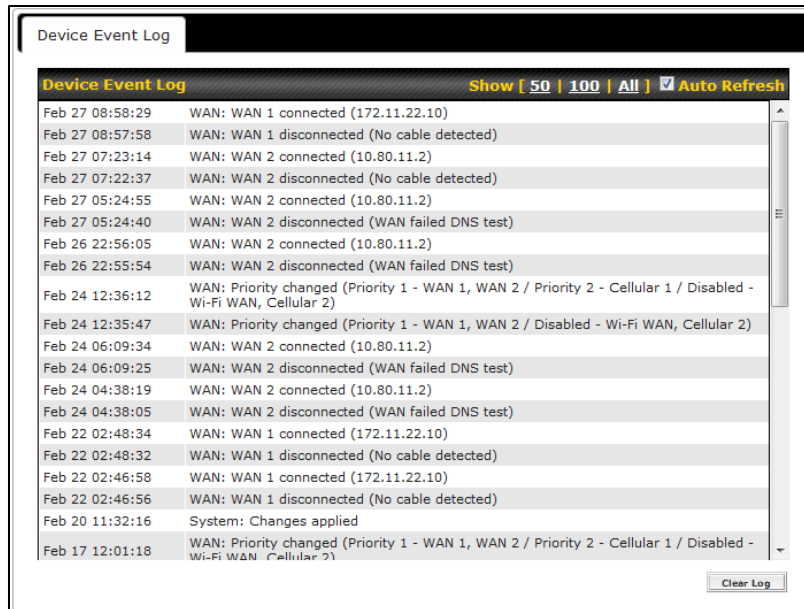 Device Event Log
Device Event Log Show [ 50 | 100 | All ] Auto Refresh
Feb 27 08:58:29 WAN: WAN 1 connected (172.11.22.10)
Feb 27 08:57:58 WAN: WAN 1 disconnected (No cable detected)
Feb 27 07:23:14 WAN: WAN 2 connected (10.80.11.2)
Feb 27 07:22:37 WAN: WAN 2 disconnected (No cable detected)
Feb 27 05:24:55 WAN: WAN 2 connected (10.80.11.2)
Feb 27 05:24:40 WAN: WAN 2 disconnected (WAN failed DNS test)
Feb 26 22:56:05 WAN: WAN 2 connected (10.80.11.2)
Feb 26 22:55:54 WAN: WAN 2 disconnected (WAN failed DNS test)
Feb 24 12:36:12 WAN: Priority changed (Priority 1 - WAN 1, WAN 2 / Priority 2 - Cellular 1 / Disabled -
Wi-Fi WAN, Cellular 2)
Feb 24 12:35:47 WAN: Priority changed (Priority 1 - WAN 1, WAN 2 / Disabled - Wi-Fi WAN, Cellular 2)
Feb 24 06:09:34 WAN: WAN 2 connected (10.80.11.2)
Feb 24 06:09:25 WAN: WAN 2 disconnected (WAN failed DNS test)
Feb 24 04:38:19 WAN: WAN 2 connected (10.80.11.2)
Feb 24 04:38:05 WAN: WAN 2 disconnected (WAN failed DNS test)
Feb 22 02:48:34 WAN: WAN 1 connected (172.11.22.10)
Feb 22 02:48:32 WAN: WAN 1 disconnected (No cable detected)
Feb 22 02:46:58 WAN: WAN 1 connected (172.11.22.10)
Feb 22 02:46:56 WAN: WAN 1 disconnected (No cable detected)
Feb 20 11:32:16 System: Changes applied
Feb 17 12:01:18 WAN: Priority changed (Priority 1 - WAN 1, WAN 2 / Priority 2 - Cellular 1 / Disabled -
Wi-Fi WAN, Cellular 2)
Clear Log